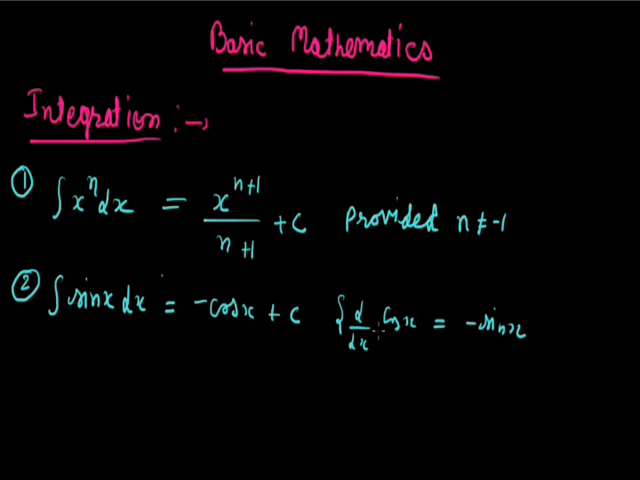 Basic Mathematics
Integration :→
① ∫xⁿdx = xⁿ⁺¹/n+1 + c provided n ≠ -1
② ∫sinx dx = -cosx + c { d/dx cosx = -sinx